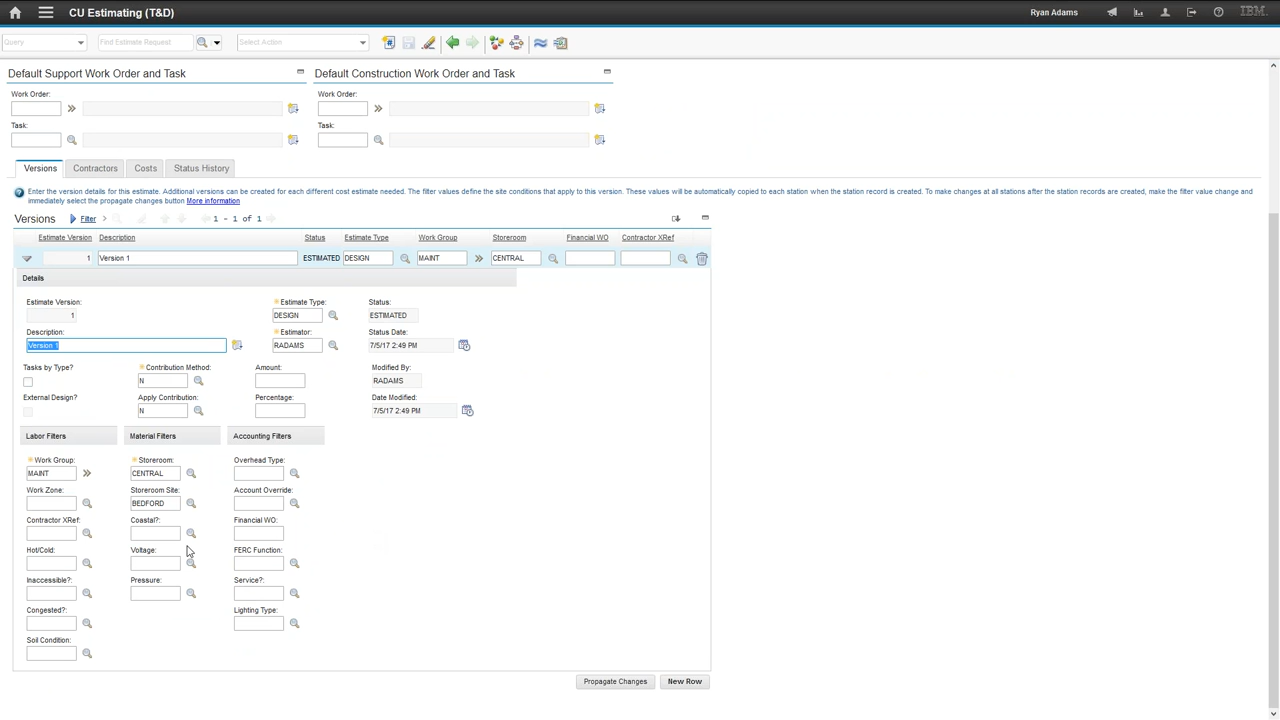 CU Estimating (T&D)
Ryan Adams
IBM
Query
Find Estimate Request
Select Action
Default Support Work Order and Task
Default Construction Work Order and Task
Work Order:
Work Order:
Task:
Task:
Versions
Contractors
Costs
Status History
Enter the version details for this estimate. Additional versions can be created for each different cost estimate needed. The filter values define the site conditions that apply to this version. These values will be automatically copied to each station when the station record is created. To make changes at all stations after the station records are created, make the filter value change and
immediately select the propagate changes button More information
Versions Filter 1 - 1 of 1
Estimate Version Description Status Estimate Type Work Group Storeroom Financial WO Contractor XRef
1 Version 1 ESTIMATED DESIGN MAINT CENTRAL
Details
Estimate Version: *Estimate Type: Status:
1 DESIGN ESTIMATED
Description: *Estimator: Status Date:
Version 1 RADAMS 7/5/17 2:49 PM
Tasks by Type? *Contribution Method: Amount: Modified By:
N RADAMS
External Design? Apply Contribution: Percentage: Date Modified:
N 7/5/17 2:49 PM
Labor Filters Material Filters Accounting Filters
*Work Group: *Storeroom: Overhead Type:
MAINT CENTRAL
Work Zone: Storeroom Site: Account Override:
BEDFORD
Contractor XRef: Coastal?: Financial WO:
Hot/Cold: Voltage: FERC Function:
Inaccessible?: Pressure: Service?:
Congested?: Lighting Type:
Soil Condition:
Propagate Changes New Row